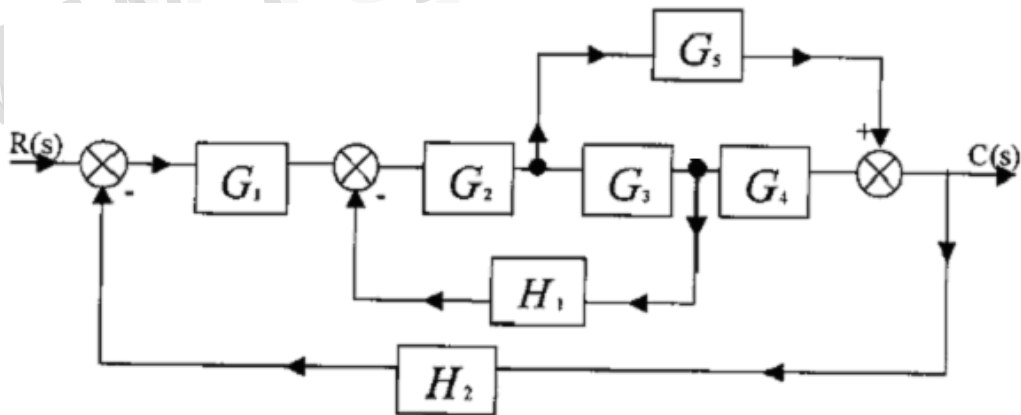 G₅
R(s)
+
C(s)
G₁
G₂
G₃
G₄
-
-
H₁
H₂